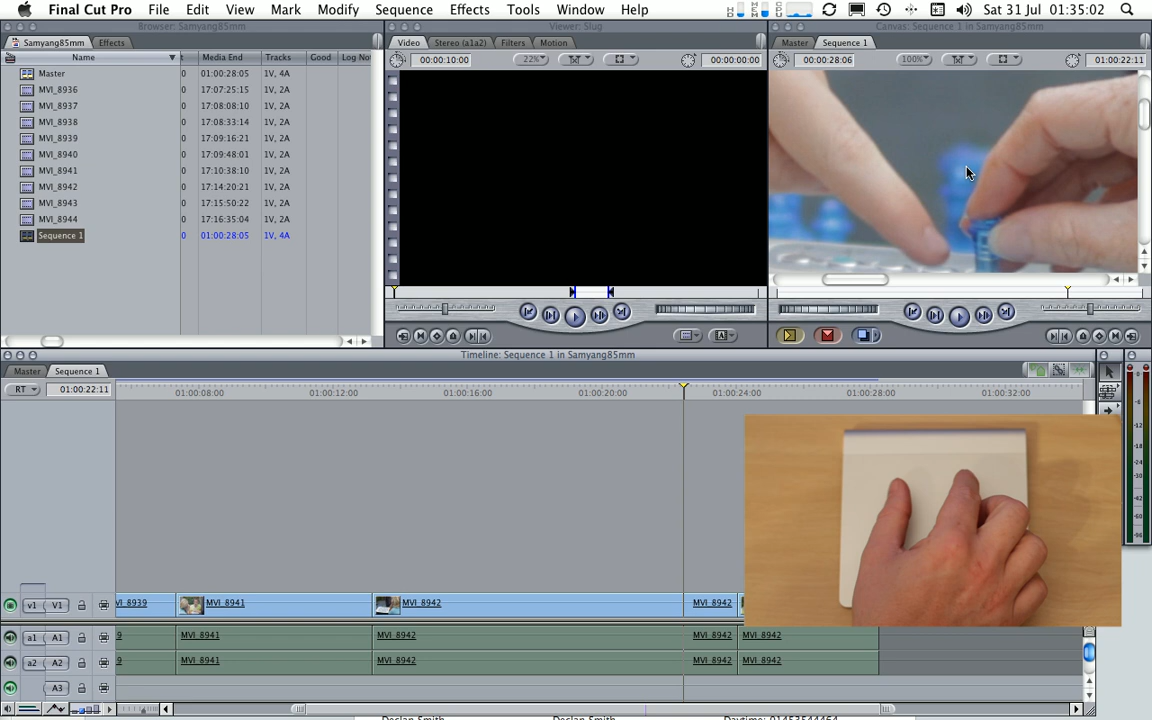 Final Cut Pro File Edit View Mark Modify Sequence Effects Tools Window Help Sat 31 Jul 01:35:02
Browser: Samyang85mm
Viewer: Slug
Canvas: Sequence 1 in Samyang85mm
Samyang85mm Effects
Video Stereo (a1a2) Filters Motion
Master Sequence 1
00:00:10:00 22% 00:00:00:00
00:00:28:06 100% 01:00:22:11
Name t Media End Tracks Good Log No
Master 0 01:00:28:05 1V, 4A
MVI_8936 0 17:07:25:15 1V, 2A
MVI_8937 0 17:08:08:10 1V, 2A
MVI_8938 0 17:08:33:14 1V, 2A
MVI_8939 0 17:09:16:21 1V, 2A
MVI_8940 0 17:09:48:01 1V, 2A
MVI_8941 0 17:10:38:10 1V, 2A
MVI_8942 0 17:14:20:21 1V, 2A
MVI_8943 0 17:15:50:22 1V, 2A
MVI_8944 0 17:16:35:04 1V, 2A
Sequence 1 0 01:00:28:05 1V, 4A
Timeline: Sequence 1 in Samyang85mm
Master Sequence 1
RT 01:00:22:11 01:00:08:00 01:00:12:00 01:00:16:00 01:00:20:00 01:00:24:00 01:00:28:00 01:00:32:00
v1 V1 VI_8939 MVI_8941 MVI_8942 MVI_8942
a1 A1 9 MVI_8941 MVI_8942 MVI_8942 MVI_8942
a2 A2 9 MVI_8941 MVI_8942 MVI_8942 MVI_8942
A3